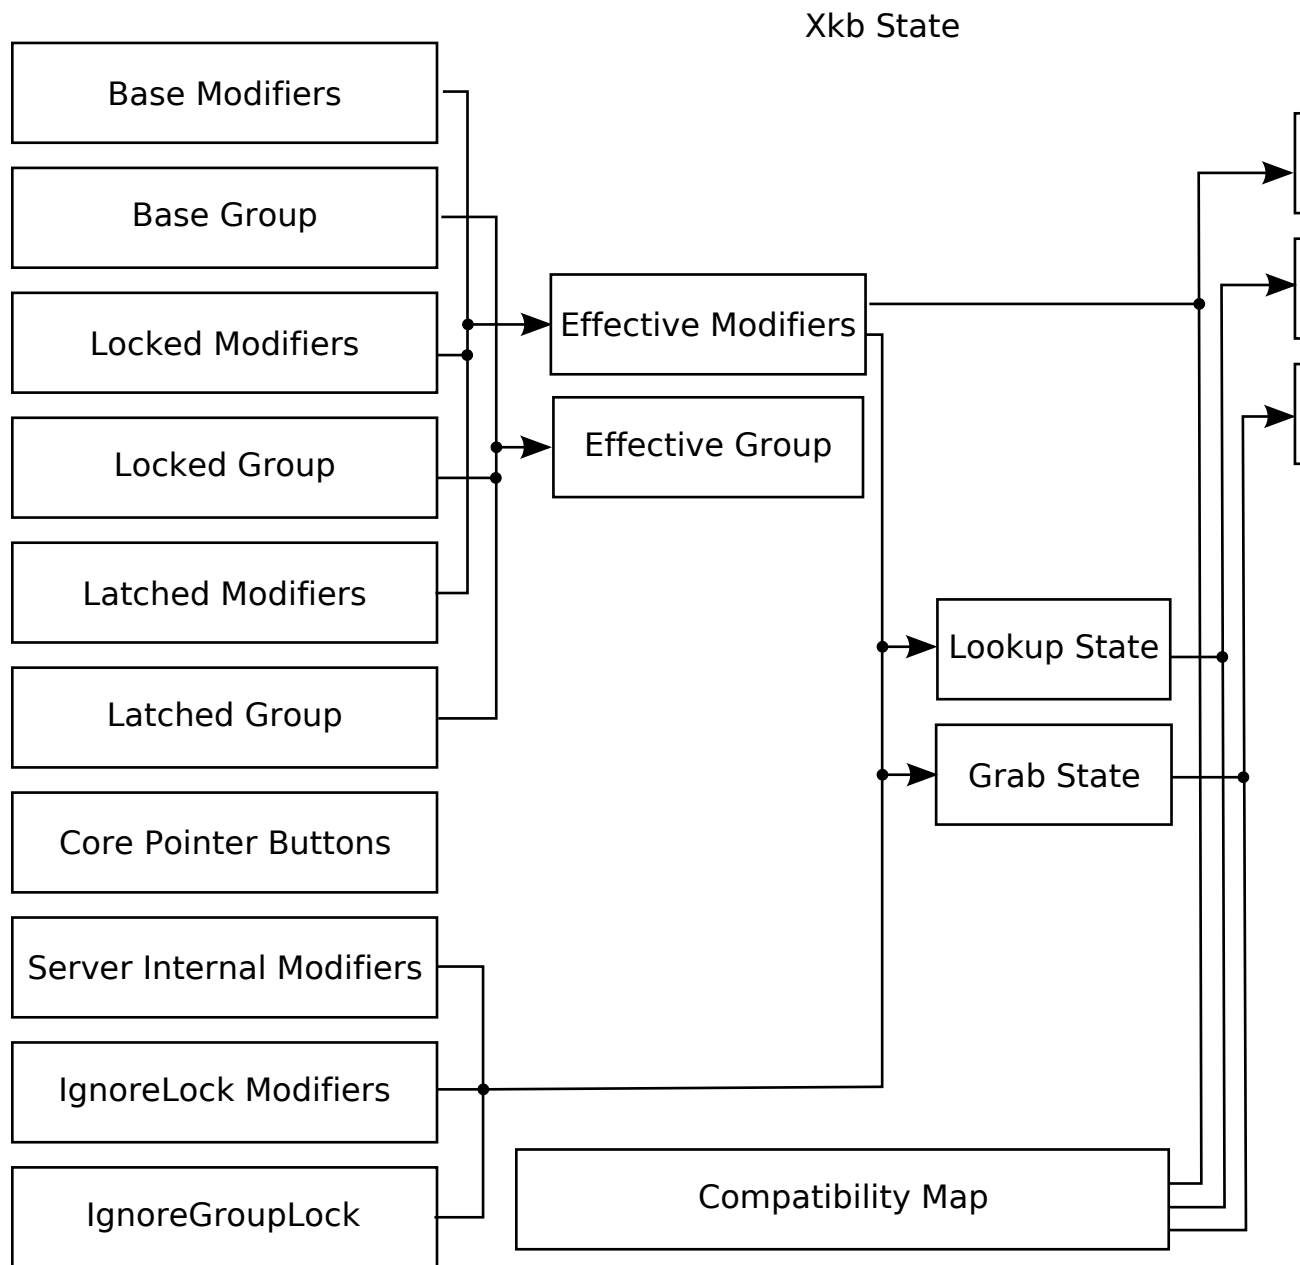 Xkb State
Base Modifiers
Base Group
Locked Modifiers
Locked Group
Latched Modifiers
Latched Group
Core Pointer Buttons
Server Internal Modifiers
IgnoreLock Modifiers
IgnoreGroupLock
Effective Modifiers
Effective Group
Lookup State
Grab State
Compatibility Map